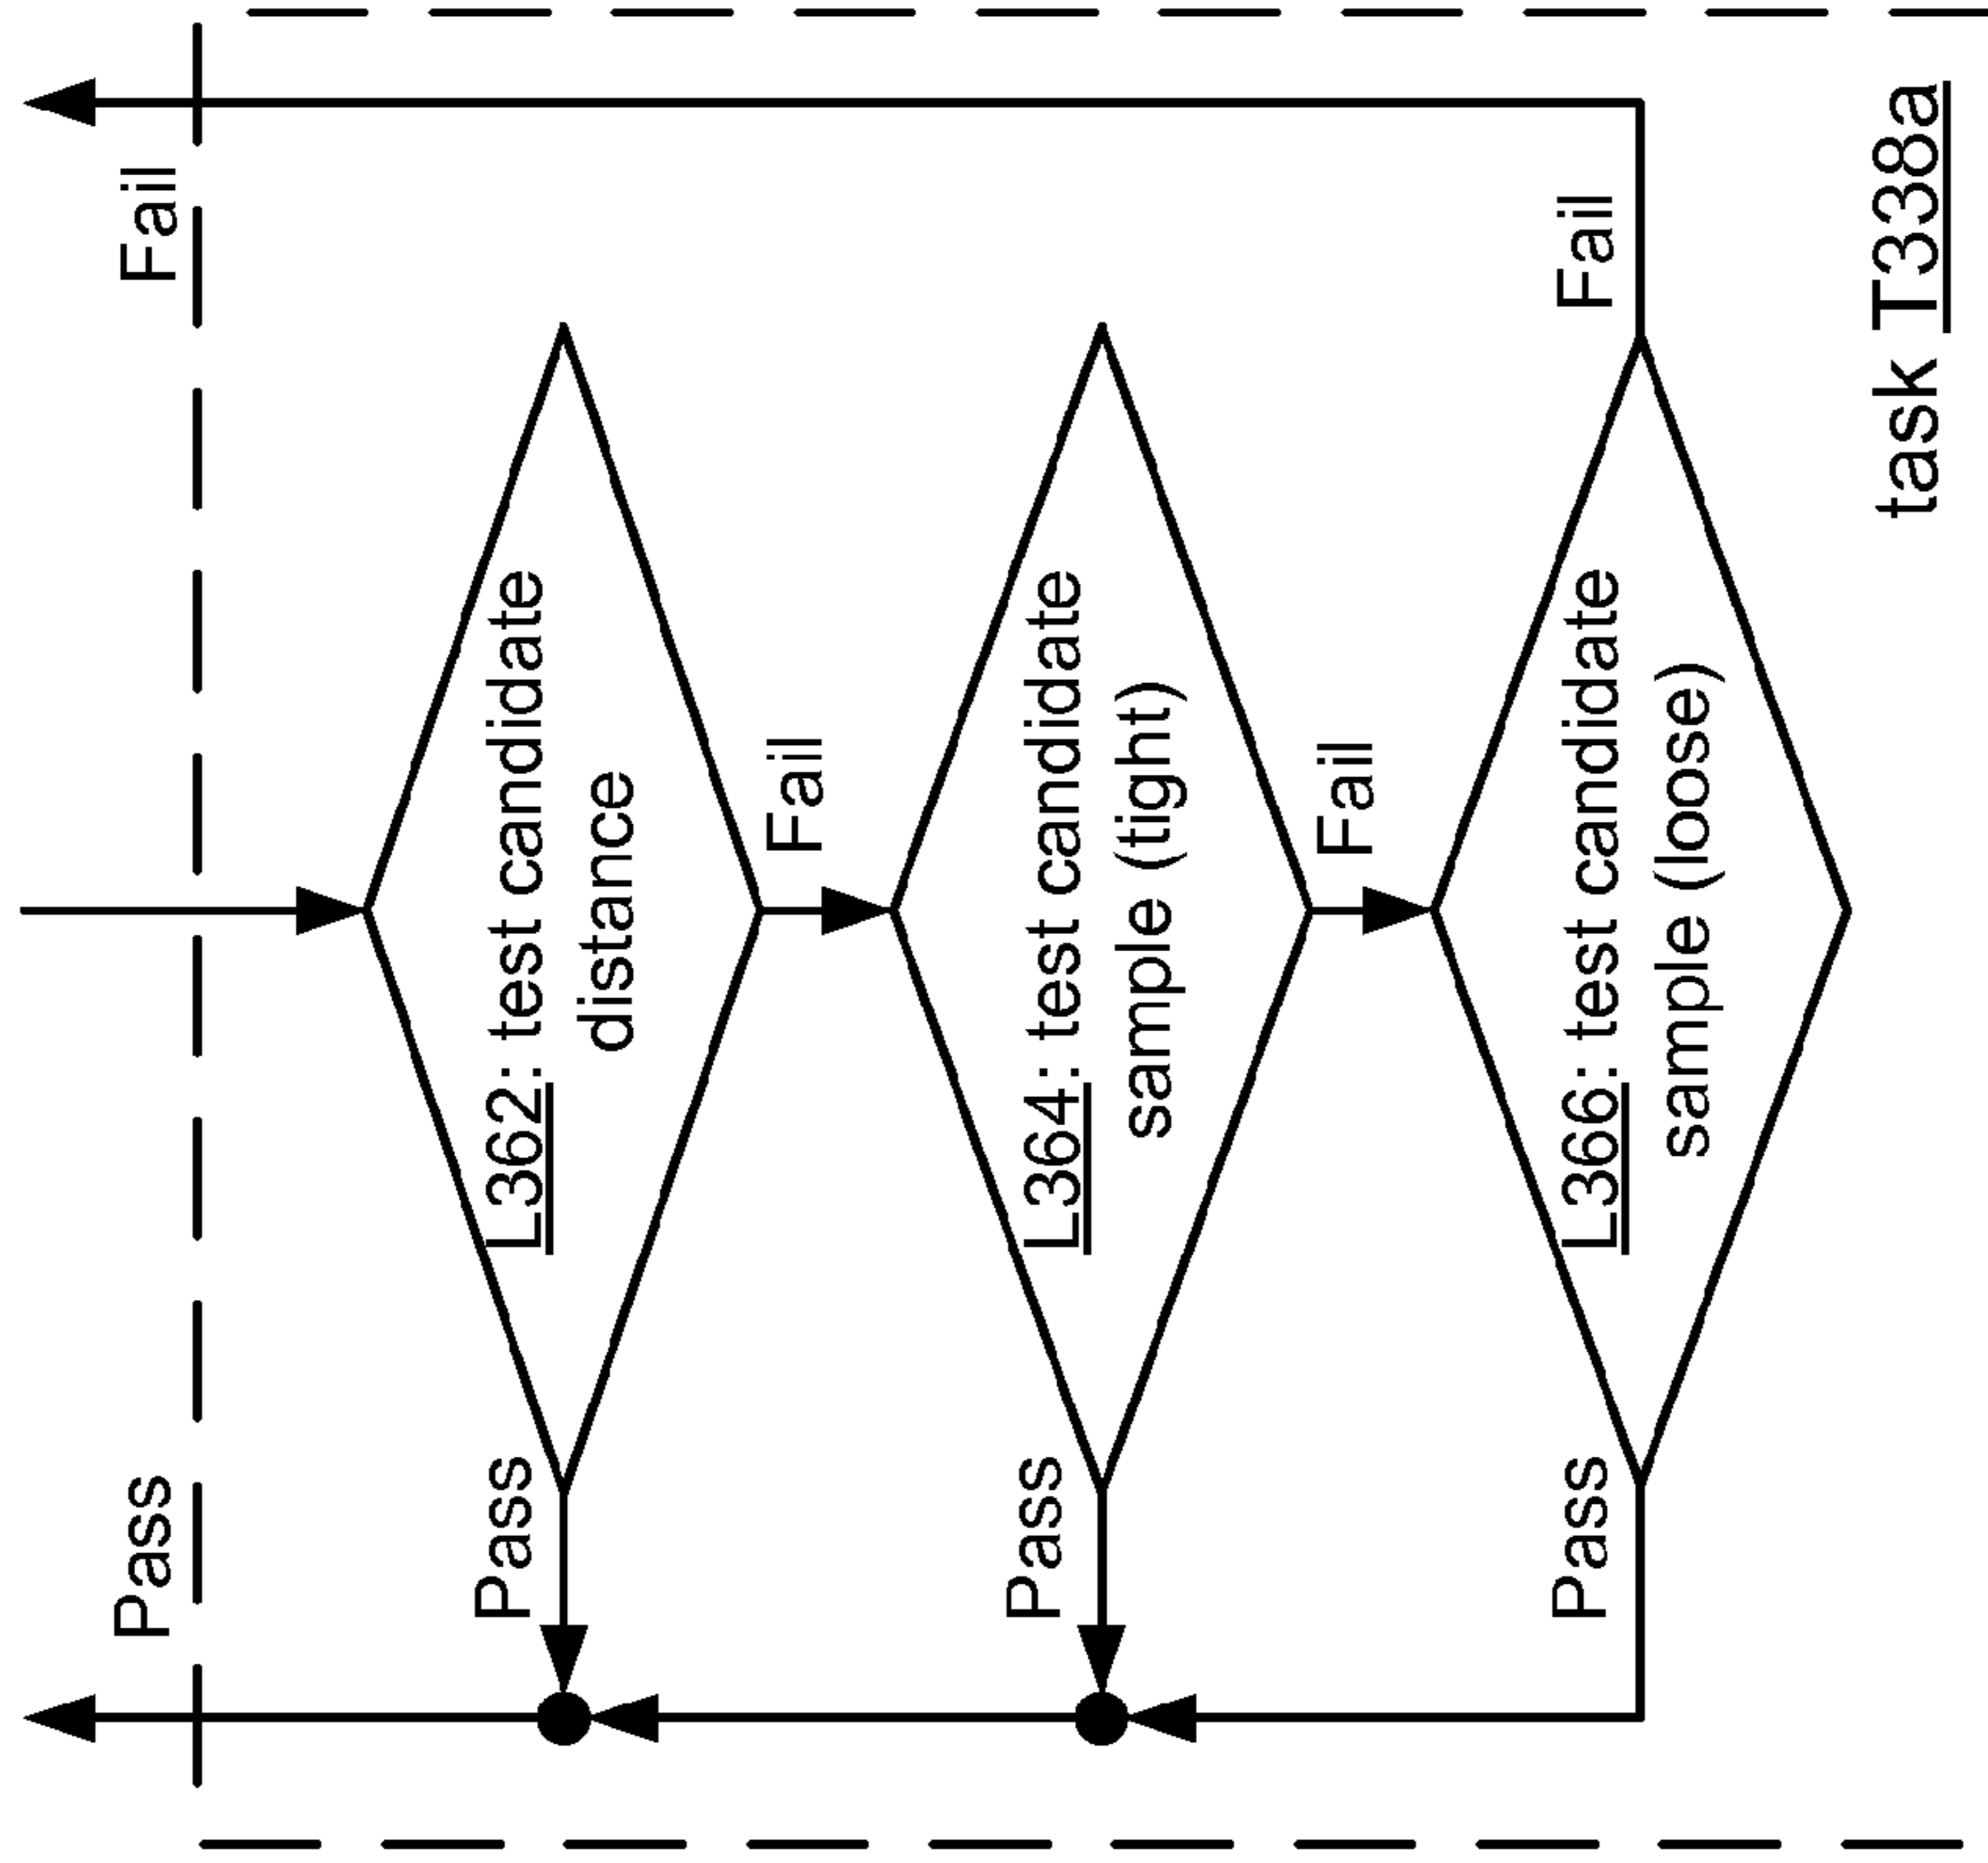 Pass
Fail
Pass
L362: test candidate
distance
Fail
Pass
L364: test candidate
sample (tight)
Fail
Pass
L366: test candidate
sample (loose)
Fail
task T338a